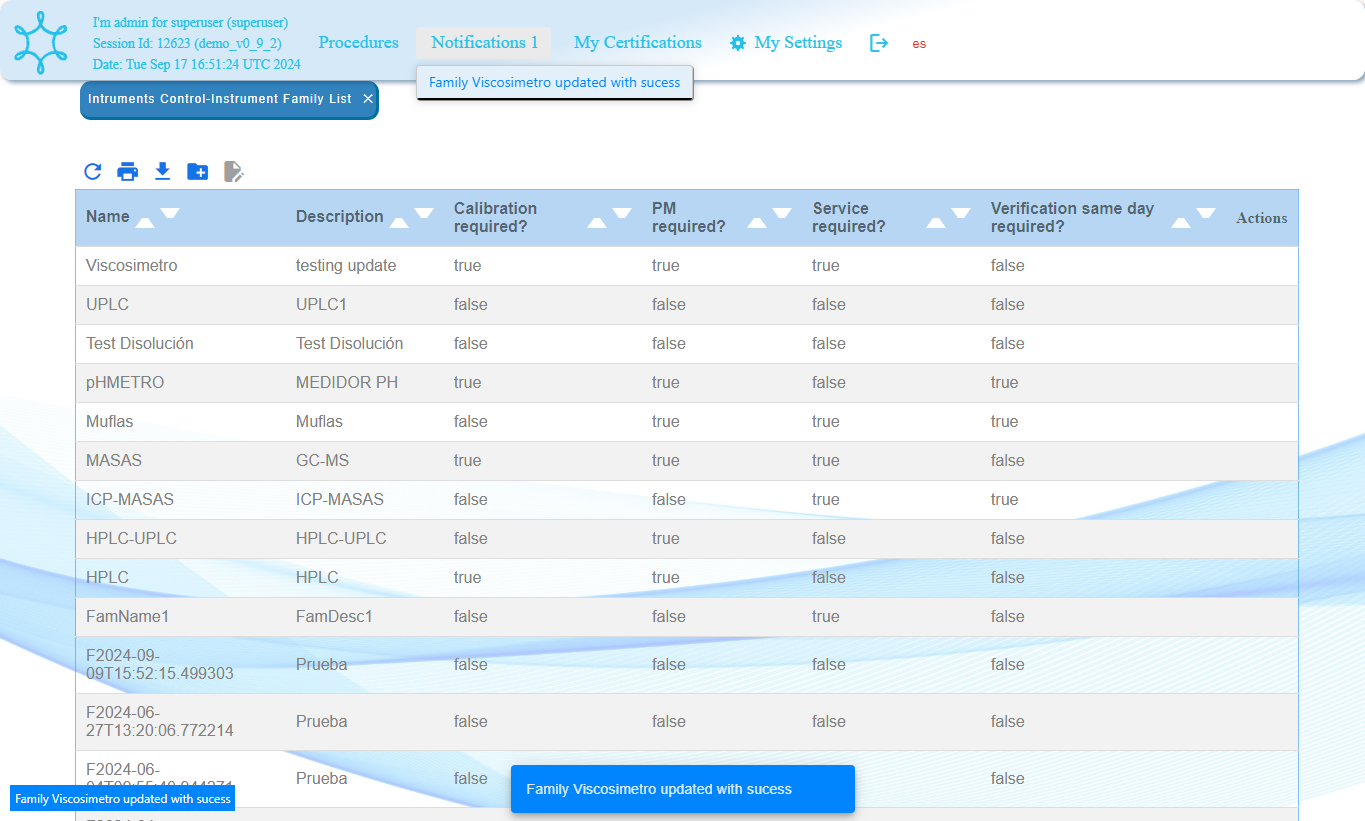 I'm admin for superuser (superuser)
Session Id: 12623 (demo_v0_9_2)
Date: Tue Sep 17 16:51:24 UTC 2024
Procedures
Notifications 1
My Certifications
My Settings
es
Family Viscosimetro updated with sucess
Intruments Control-Instrument Family List ×
Name Description Calibration required? PM required? Service required? Verification same day required? Actions
Viscosimetro testing update true true true false
UPLC UPLC1 false false false false
Test Disolución Test Disolución false false false false
pHMETRO MEDIDOR PH true true false true
Muflas Muflas false true true true
MASAS GC-MS true true true false
ICP-MASAS ICP-MASAS false false true true
HPLC-UPLC HPLC-UPLC false true false false
HPLC HPLC true true false false
FamName1 FamDesc1 false false true false
F2024-09-
09T15:52:15.499303 Prueba false false false false
F2024-06-
27T13:20:06.772214 Prueba false false false false
F2024-06-
Prueba false false
Family Viscosimetro updated with sucess
Family Viscosimetro updated with sucess